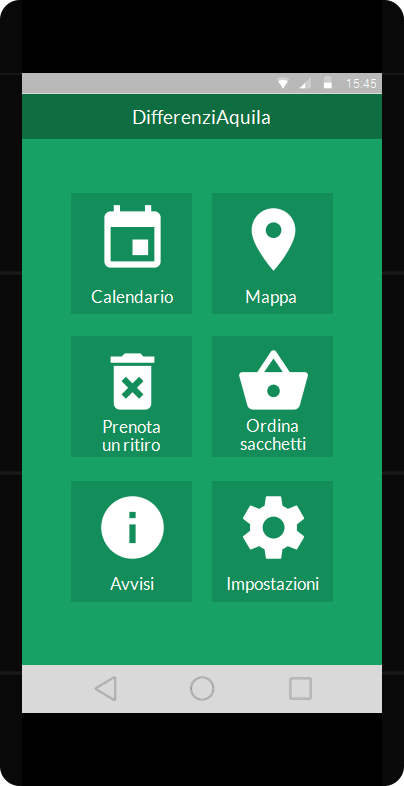 15:45
DifferenziAquila
Calendario
Mappa
Prenota
un ritiro
Ordina
sacchetti
Avvisi
Impostazioni